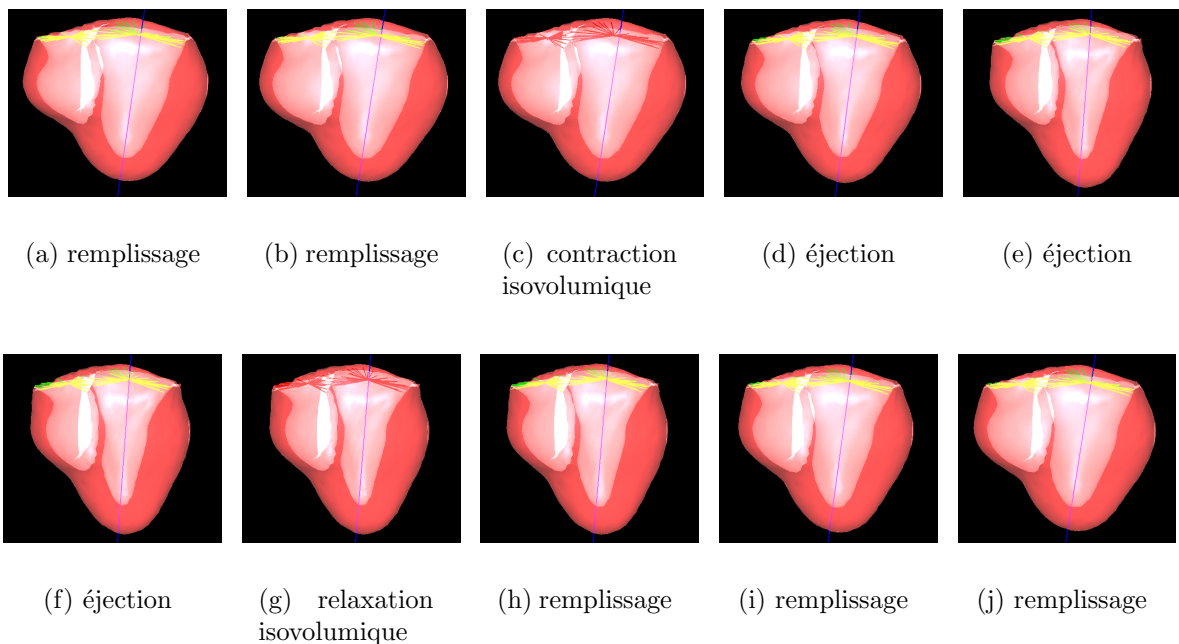 (a) remplissage
(b) remplissage
(c) contraction
isovolumique
(d) éjection
(e) éjection
(f) éjection
(g) relaxation
isovolumique
(h) remplissage
(i) remplissage
(j) remplissage